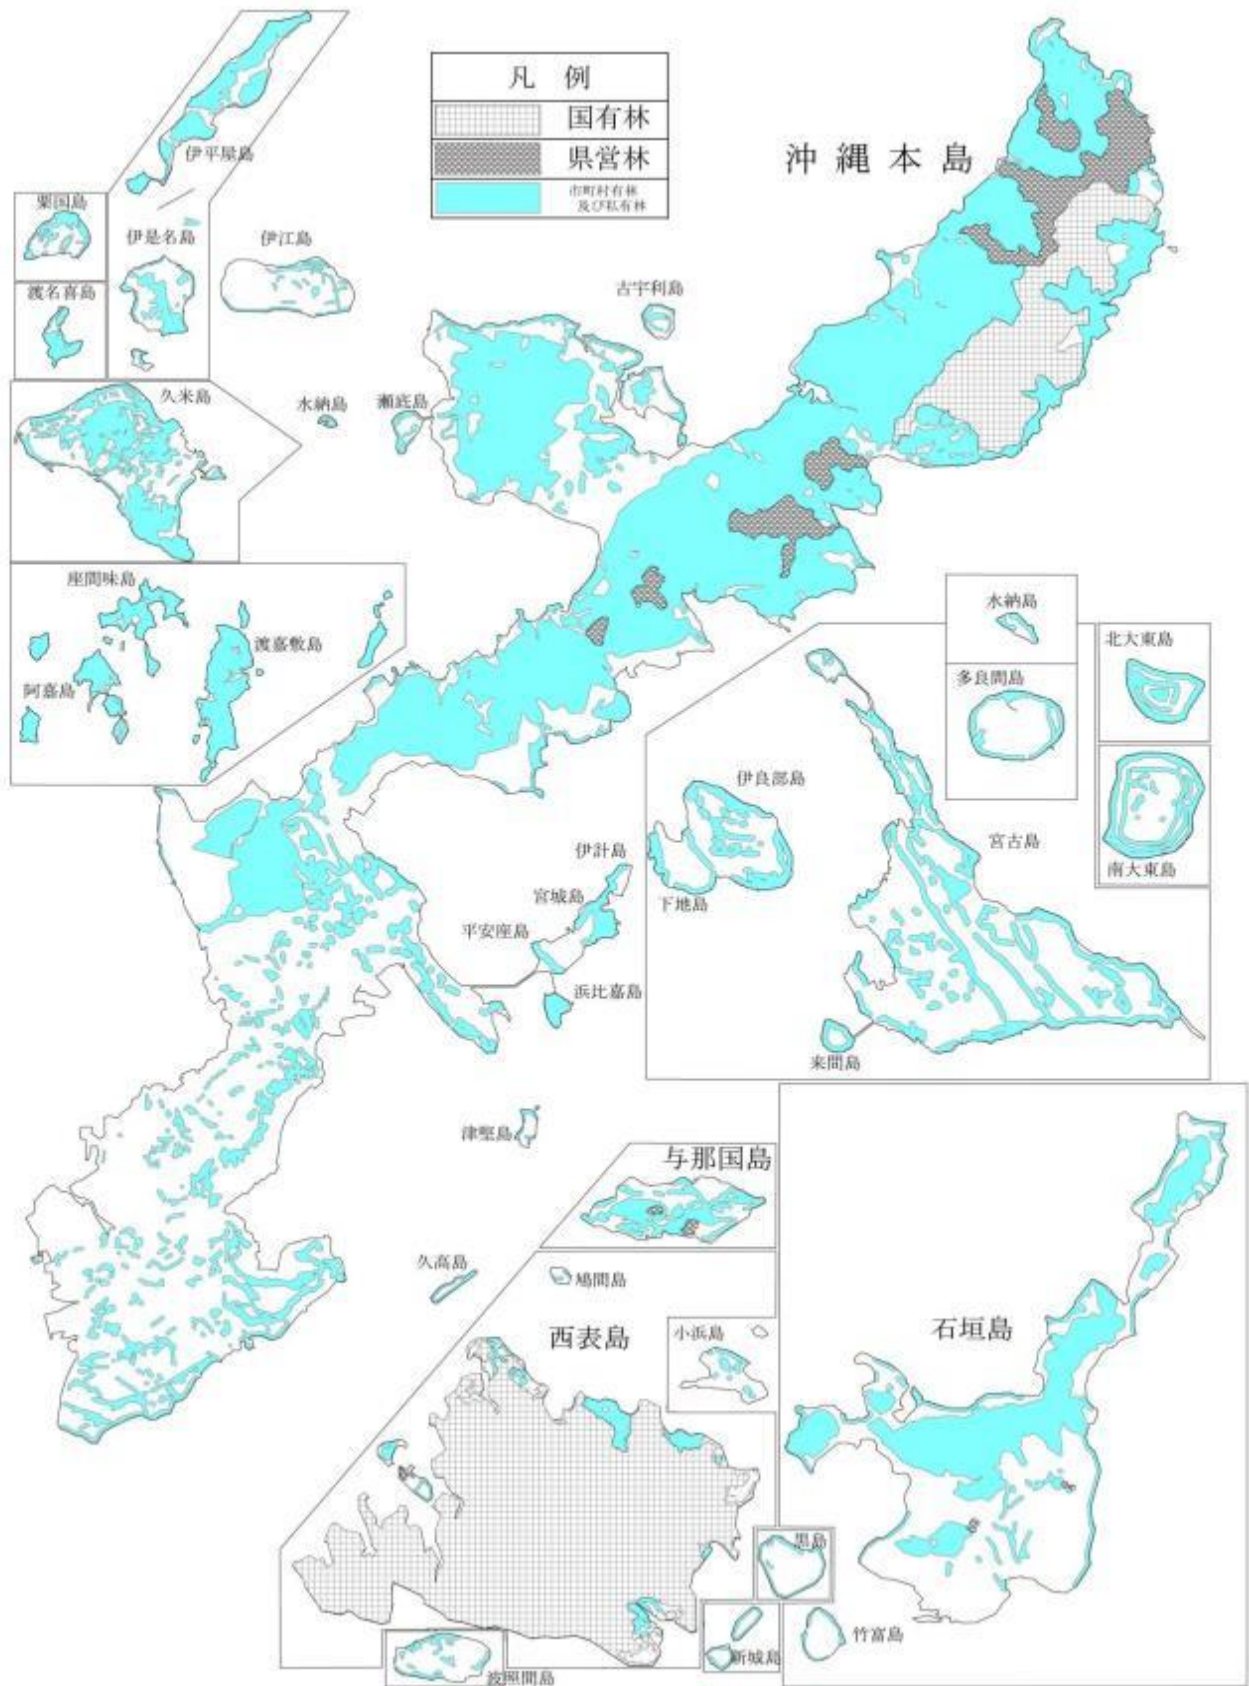 凡例
国有林
県営林
市町村有林
及び私有林
沖縄本島
伊平屋島
粟国島
伊是名島
伊江島
渡名喜島
古宇利島
久米島
水納島
瀬底島
座間味島
渡嘉敷島
阿嘉島
水納島
北大東島
多良間島
伊良部島
宮古島
南大東島
下地島
伊計島
宮城島
平安座島
浜比嘉島
来間島
津堅島
与那国島
久高島
鳩間島
西表島
小浜島
石垣島
黒島
竹富島
新城島
波照間島